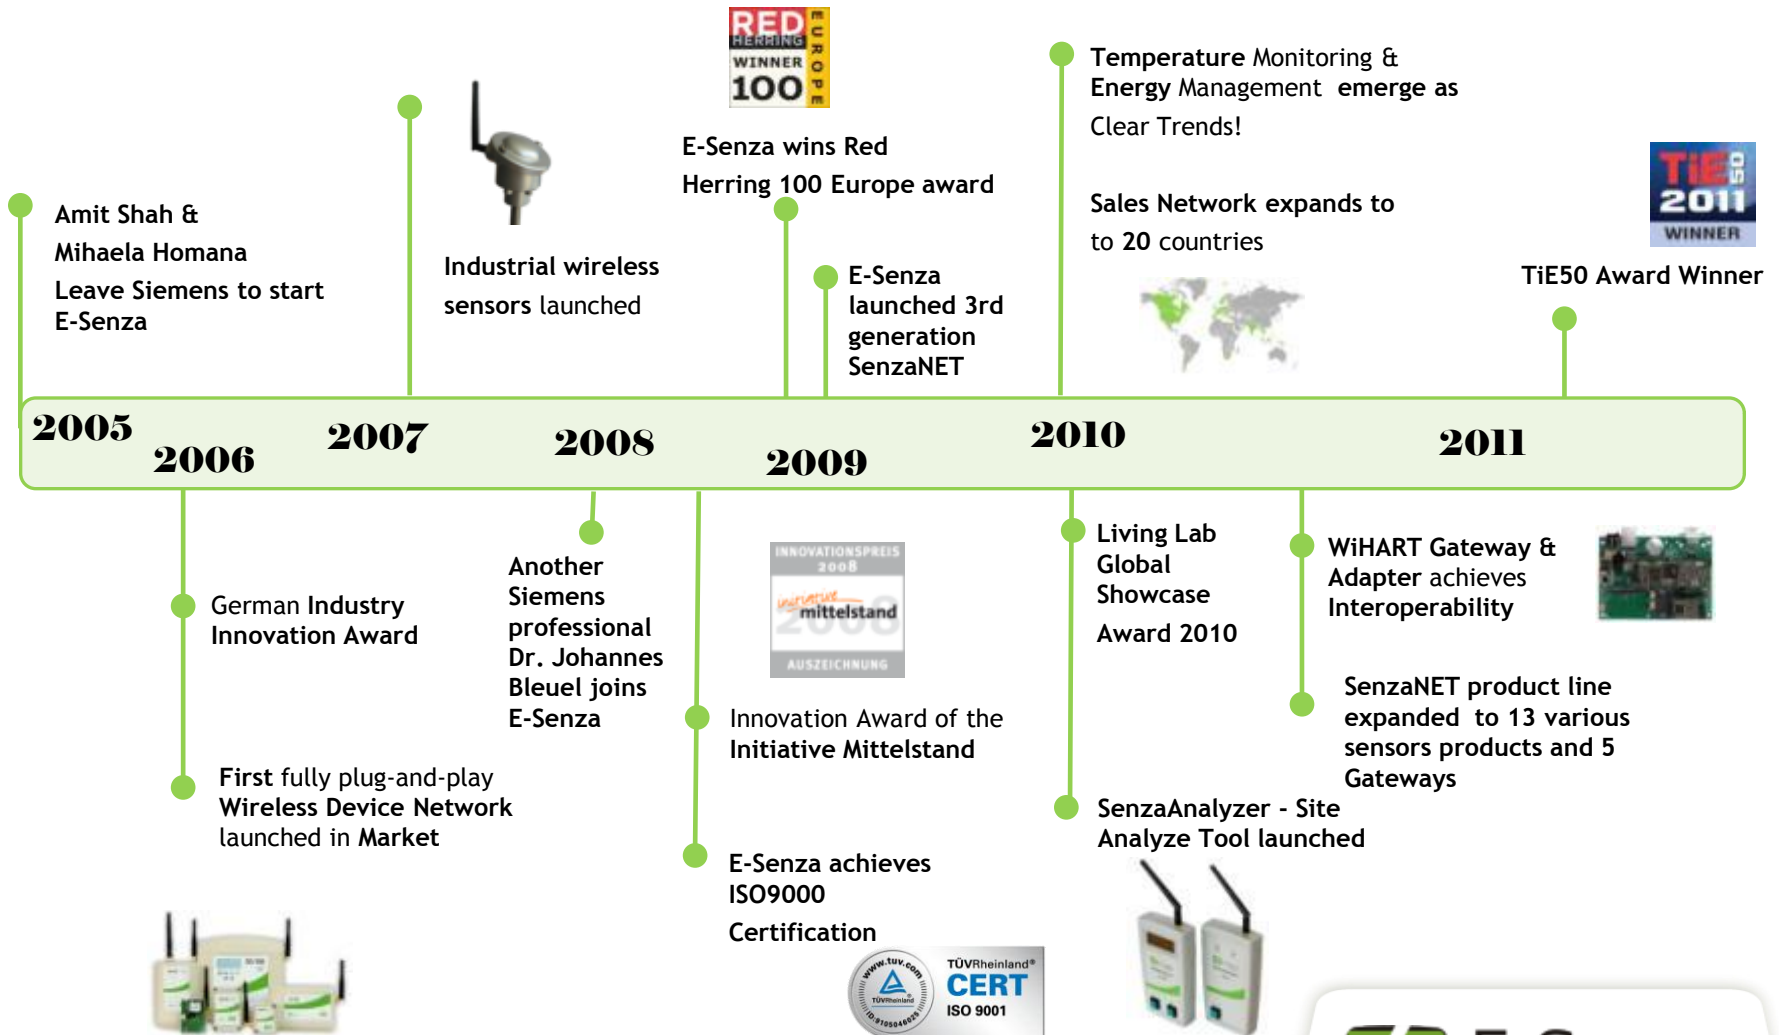 RED
HERRING
WINNER
100
EUROPE
E-Senza wins Red
Herring 100 Europe award
Temperature Monitoring &
Energy Management emerge as
Clear Trends!
Sales Network expands to
to 20 countries
TiE50
2011
WINNER
TiE50 Award Winner
Amit Shah &
Mihaela Homana
Leave Siemens to start
E-Senza
Industrial wireless
sensors launched
E-Senza
launched 3rd
generation
SenzaNET
2005
2006
2007
2008
2009
2010
2011
German Industry
Innovation Award
First fully plug-and-play
Wireless Device Network
launched in Market
Another
Siemens
professional
Dr. Johannes
Bleuel joins
E-Senza
INNOVATIONSPREIS
2008
initiative
mittelstand
2008
AUSZEICHNUNG
Innovation Award of the
Initiative Mittelstand
E-Senza achieves
ISO9000
Certification
www.tuv.com
TÜVRheinland
ID:9105046025
TÜVRheinland®
CERT
ISO 9001
Living Lab
Global
Showcase
Award 2010
SenzaAnalyzer - Site
Analyze Tool launched
WiHART Gateway &
Adapter achieves
Interoperability
SenzaNET product line
expanded to 13 various
sensors products and 5
Gateways